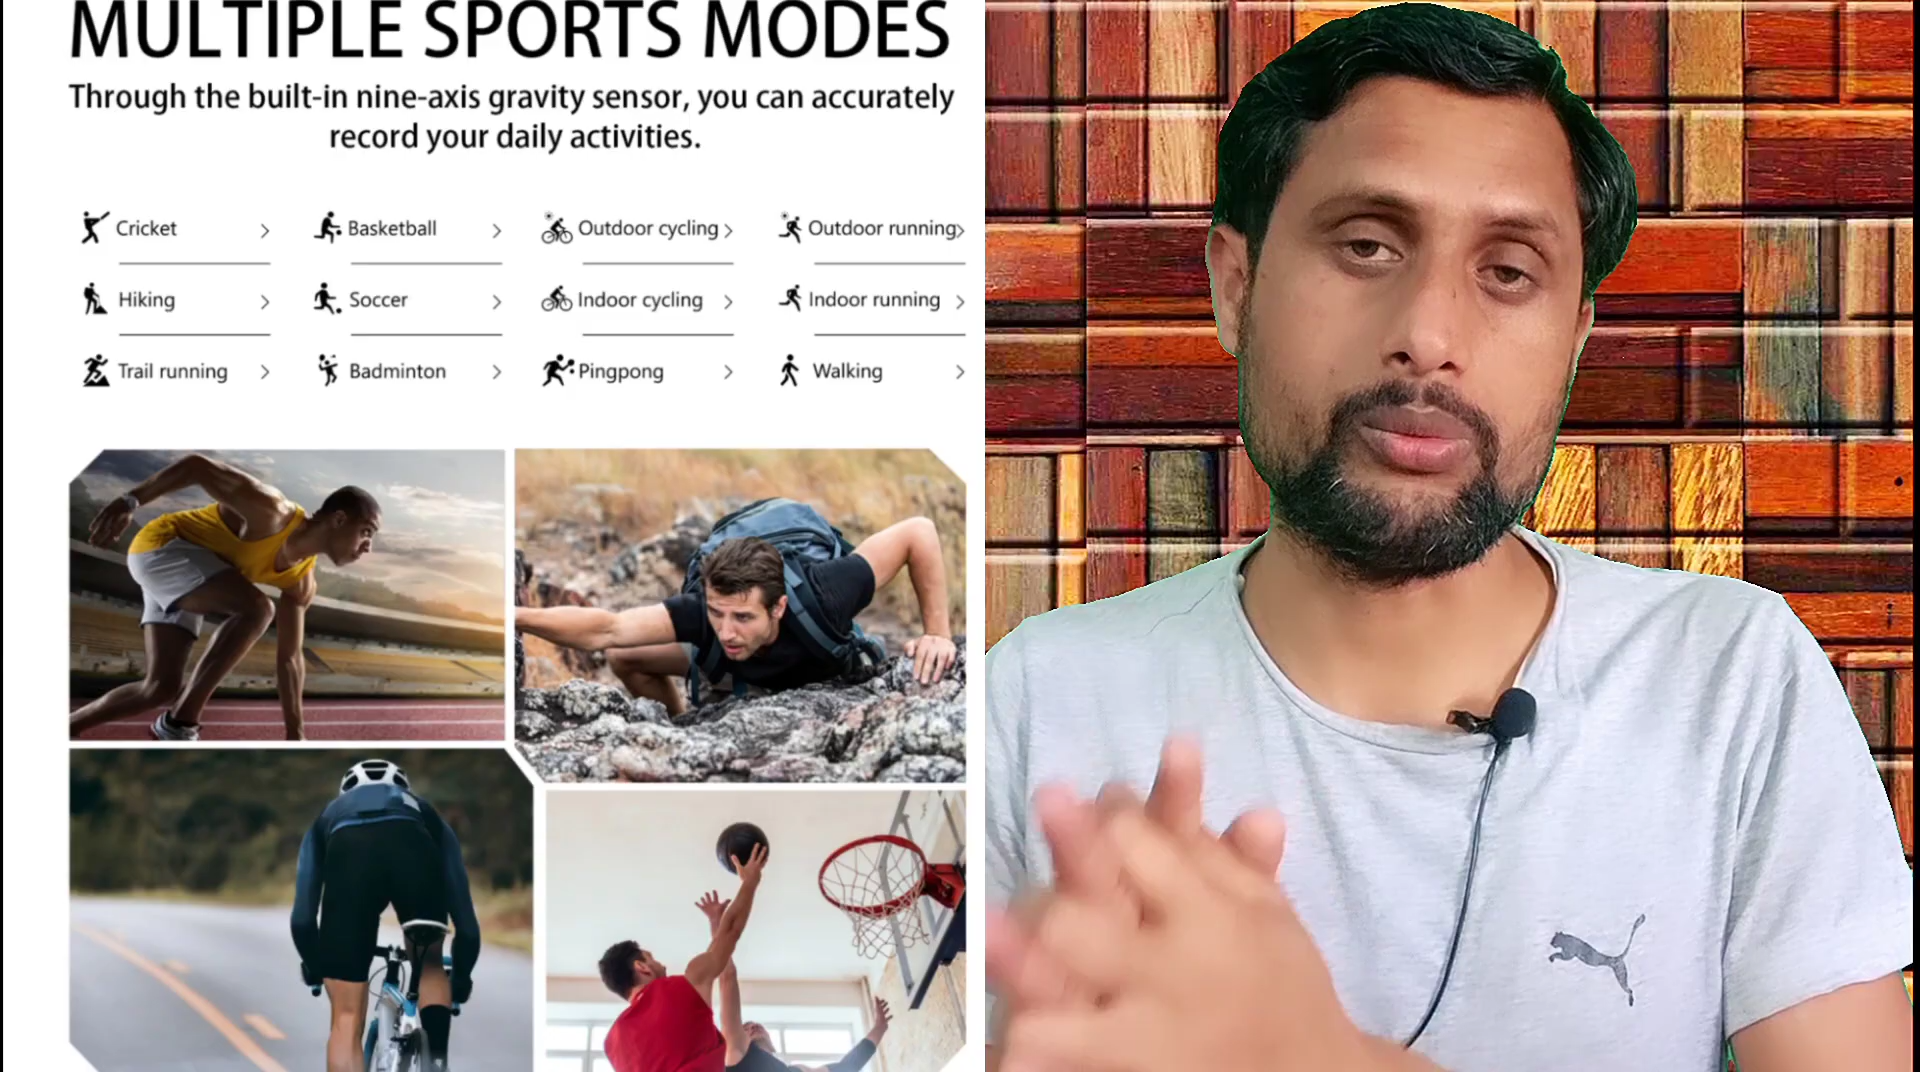 MULTIPLE SPORTS MODES
Through the built-in nine-axis gravity sensor, you can accurately
record your daily activities.
Cricket
Basketball
Outdoor cycling
Outdoor running
Hiking
Soccer
Indoor cycling
Indoor running
Trail running
Badminton
Pingpong
Walking